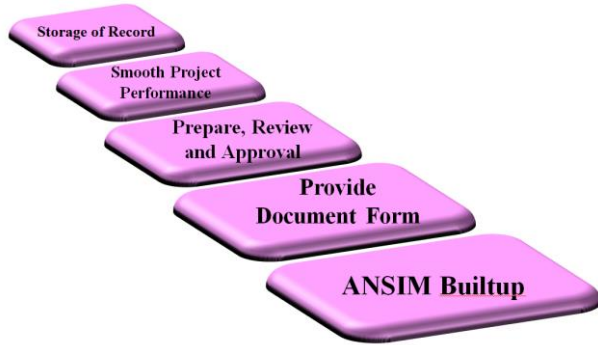 Storage of Record
Smooth Project
Performance
Prepare, Review
and Approval
Provide
Document Form
ANSIM Builtup